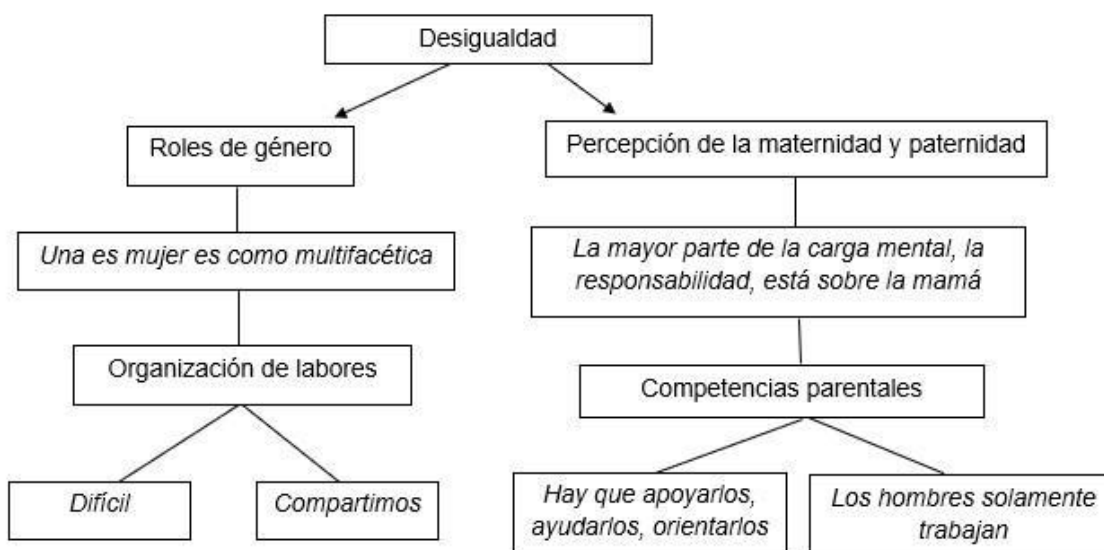 Desigualdad
Roles de género
Percepción de la maternidad y paternidad
Una es mujer es como multifacética
La mayor parte de la carga mental, la
responsabilidad, está sobre la mamá
Organización de labores
Competencias parentales
Difícil
Compartimos
Hay que apoyarlos,
ayudarlos, orientarlos
Los hombres solamente
trabajan